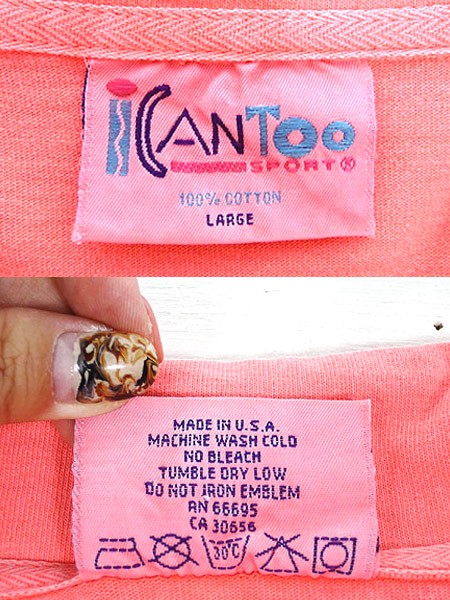 iCANToo
SPORT®
100% COTTON
LARGE
MADE IN U.S.A.
MACHINE WASH COLD
NO BLEACH
TUMBLE DRY LOW
DO NOT IRON EMBLEM
AN 66695
CA 30656
30°C